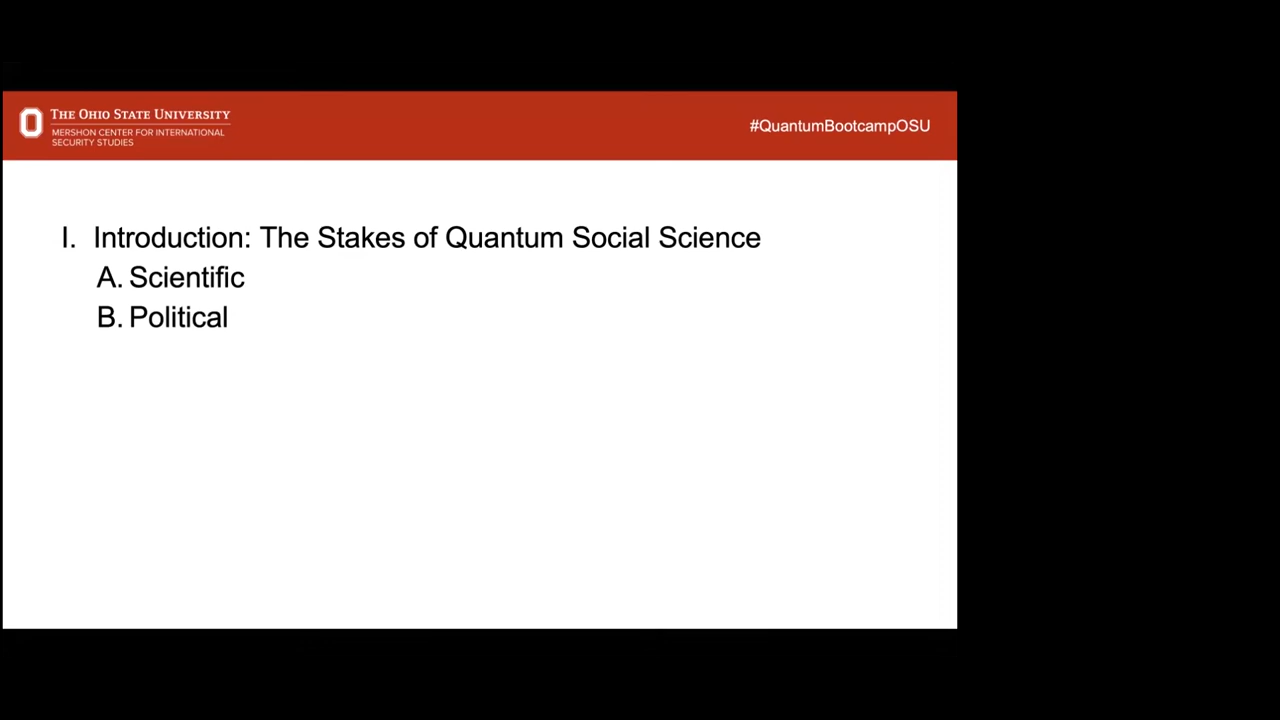 THE OHIO STATE UNIVERSITY
MERSHON CENTER FOR INTERNATIONAL
SECURITY STUDIES
#QuantumBootcampOSU
I. Introduction: The Stakes of Quantum Social Science
A. Scientific
B. Political